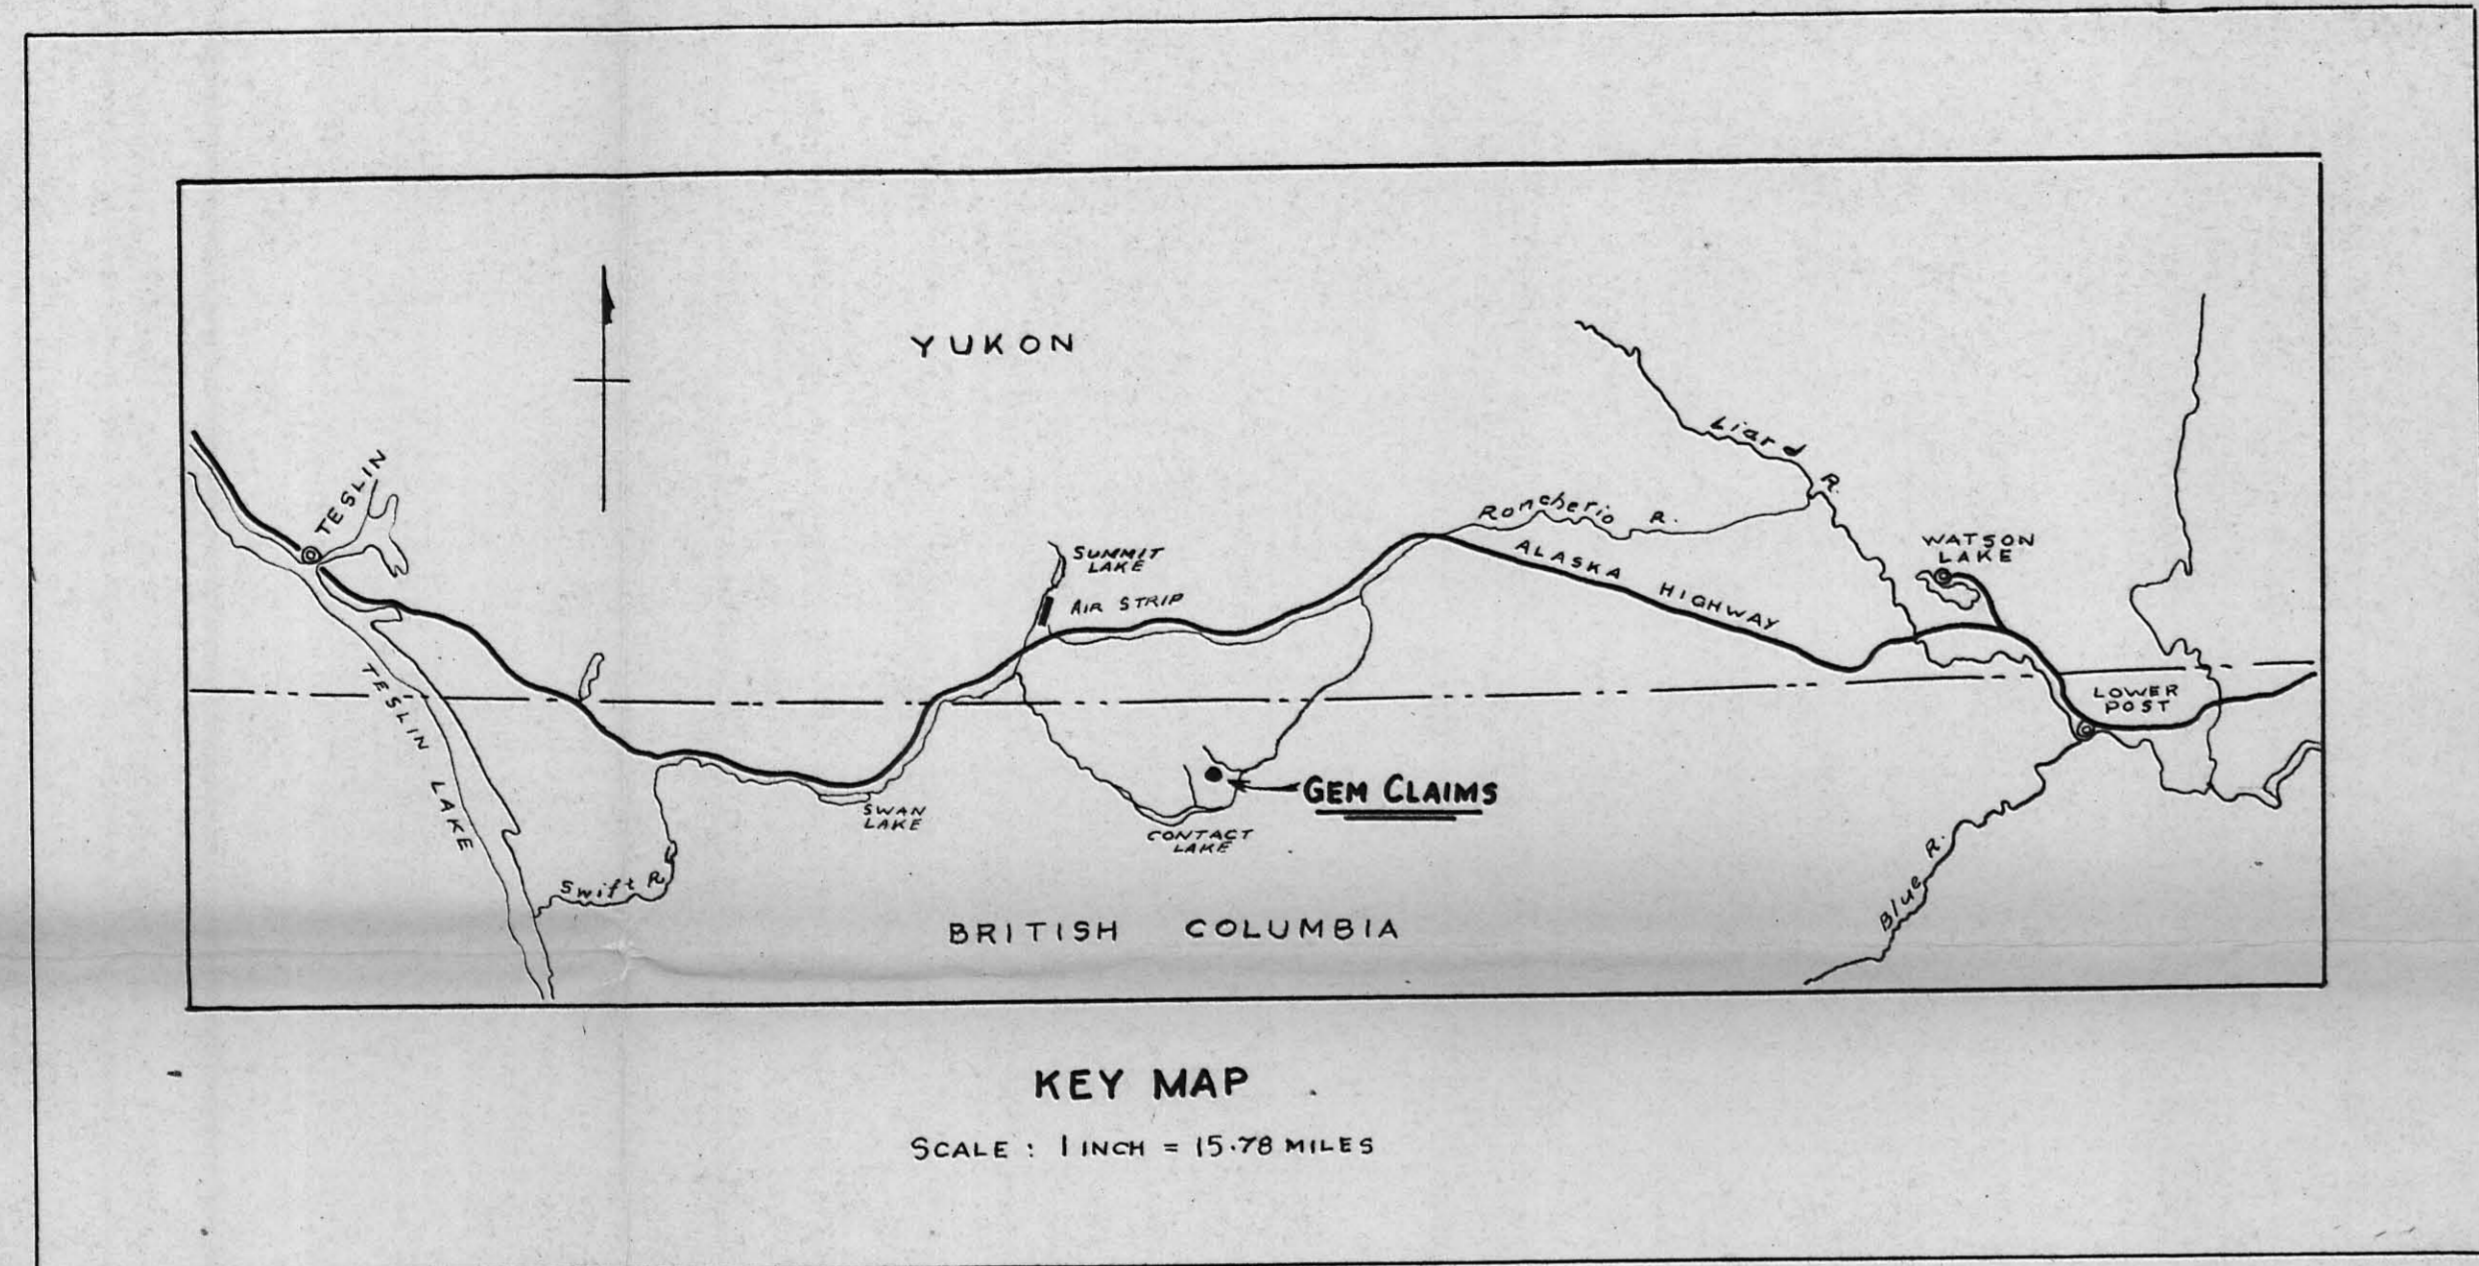 YUKON
TESLIN
Liard R.
Roncherio R.
SUMMIT
LAKE
AIR STRIP
ALASKA HIGHWAY
WATSON
LAKE
TESLIN LAKE
LOWER
POST
GEM CLAIMS
SWAN
LAKE
CONTACT
LAKE
Swift R.
Blue R.
BRITISH COLUMBIA
KEY MAP
SCALE : 1 INCH = 15.78 MILES